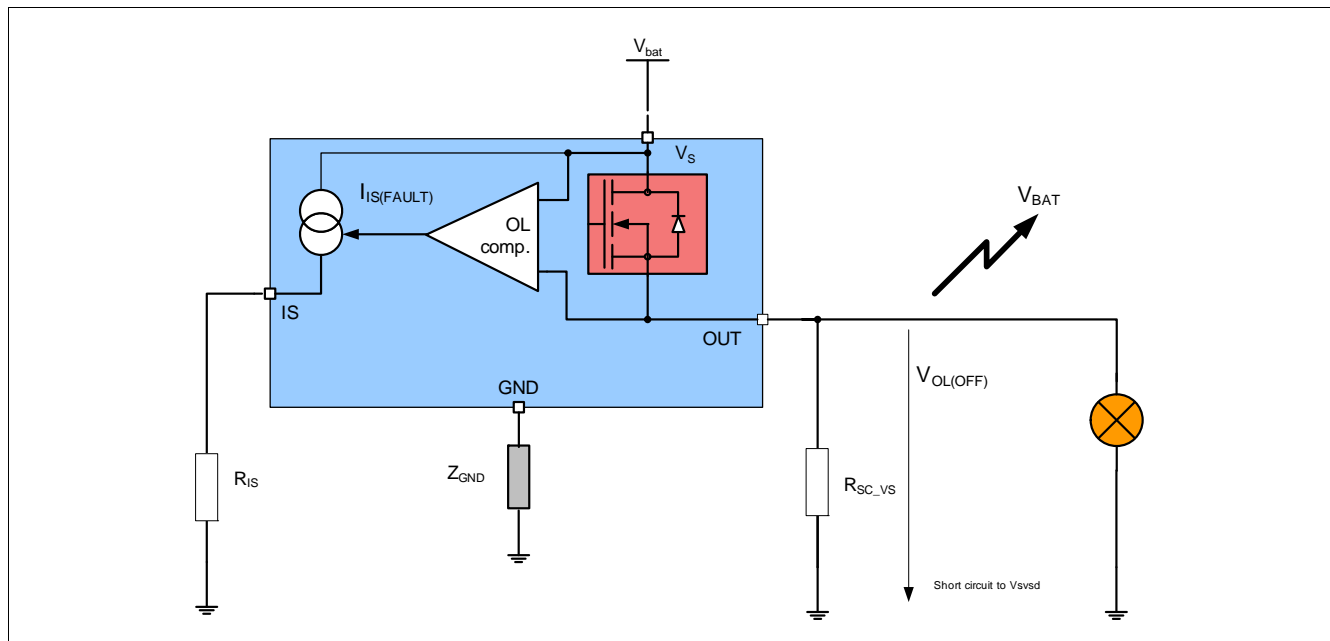 Vbat
VS
IIS(FAULT)
OL
comp.
VBAT
IS
OUT
VOL(OFF)
GND
ZGND
RIS
RSC_VS
Short circuit to Vsvsd